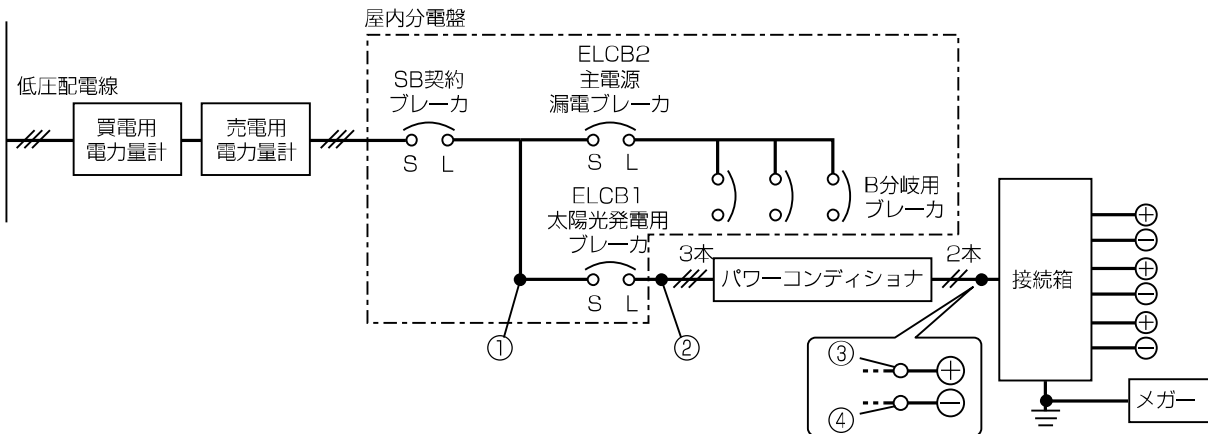 屋内分電盤
低圧配電線
買電用
電力量計
売電用
電力量計
SB契約
ブレーカ
S L
ELCB2
主電源
漏電ブレーカ
S L
B分岐用
ブレーカ
ELCB1
太陽光発電用
ブレーカ
S L
3本
パワーコンディショナ
2本
接続箱
+
−
+
−
+
−
①
②
③
+
④
−
メガー